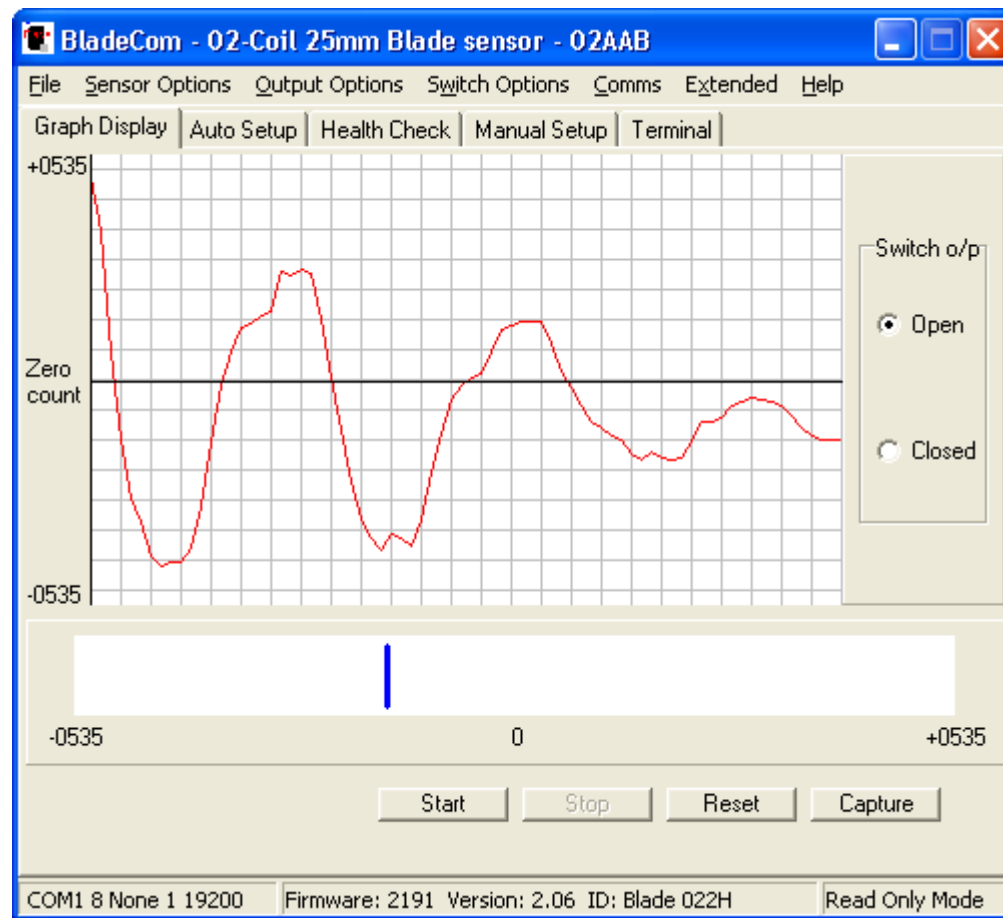 BladeCom - 02-Coil 25mm Blade sensor - 02AAB
File Sensor Options Output Options Switch Options Comms Extended Help
Graph Display Auto Setup Health Check Manual Setup Terminal
+0535
Switch o/p
Open
Zero
count
Closed
-0535
-0535 0 +0535
Start Stop Reset Capture
COM1 8 None 1 19200 Firmware: 2191 Version: 2.06 ID: Blade 022H Read Only Mode